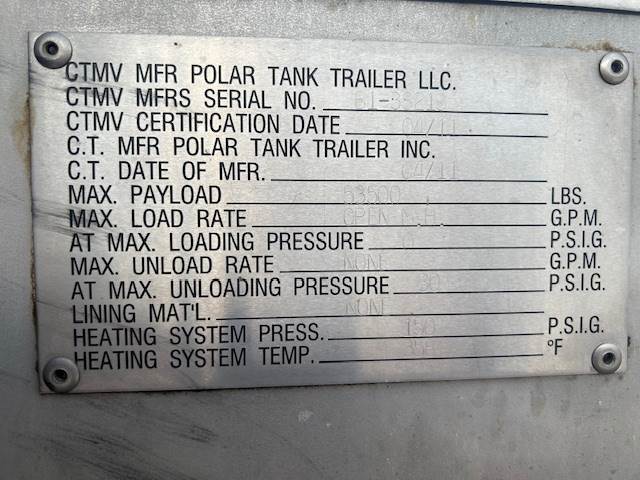 CTMV MFR POLAR TANK TRAILER LLC.
CTMV MFRS SERIAL NO.
CTMV CERTIFICATION DATE 04/11
C.T. MFR POLAR TANK TRAILER INC.
C.T. DATE OF MFR. 04/11
MAX. PAYLOAD 53500 LBS.
MAX. LOAD RATE OPEN M.H. G.P.M.
AT MAX. LOADING PRESSURE P.S.I.G.
MAX. UNLOAD RATE NONE G.P.M.
AT MAX. UNLOADING PRESSURE 30 P.S.I.G.
LINING MAT'L. NONE
HEATING SYSTEM PRESS. 150 P.S.I.G.
HEATING SYSTEM TEMP. °F